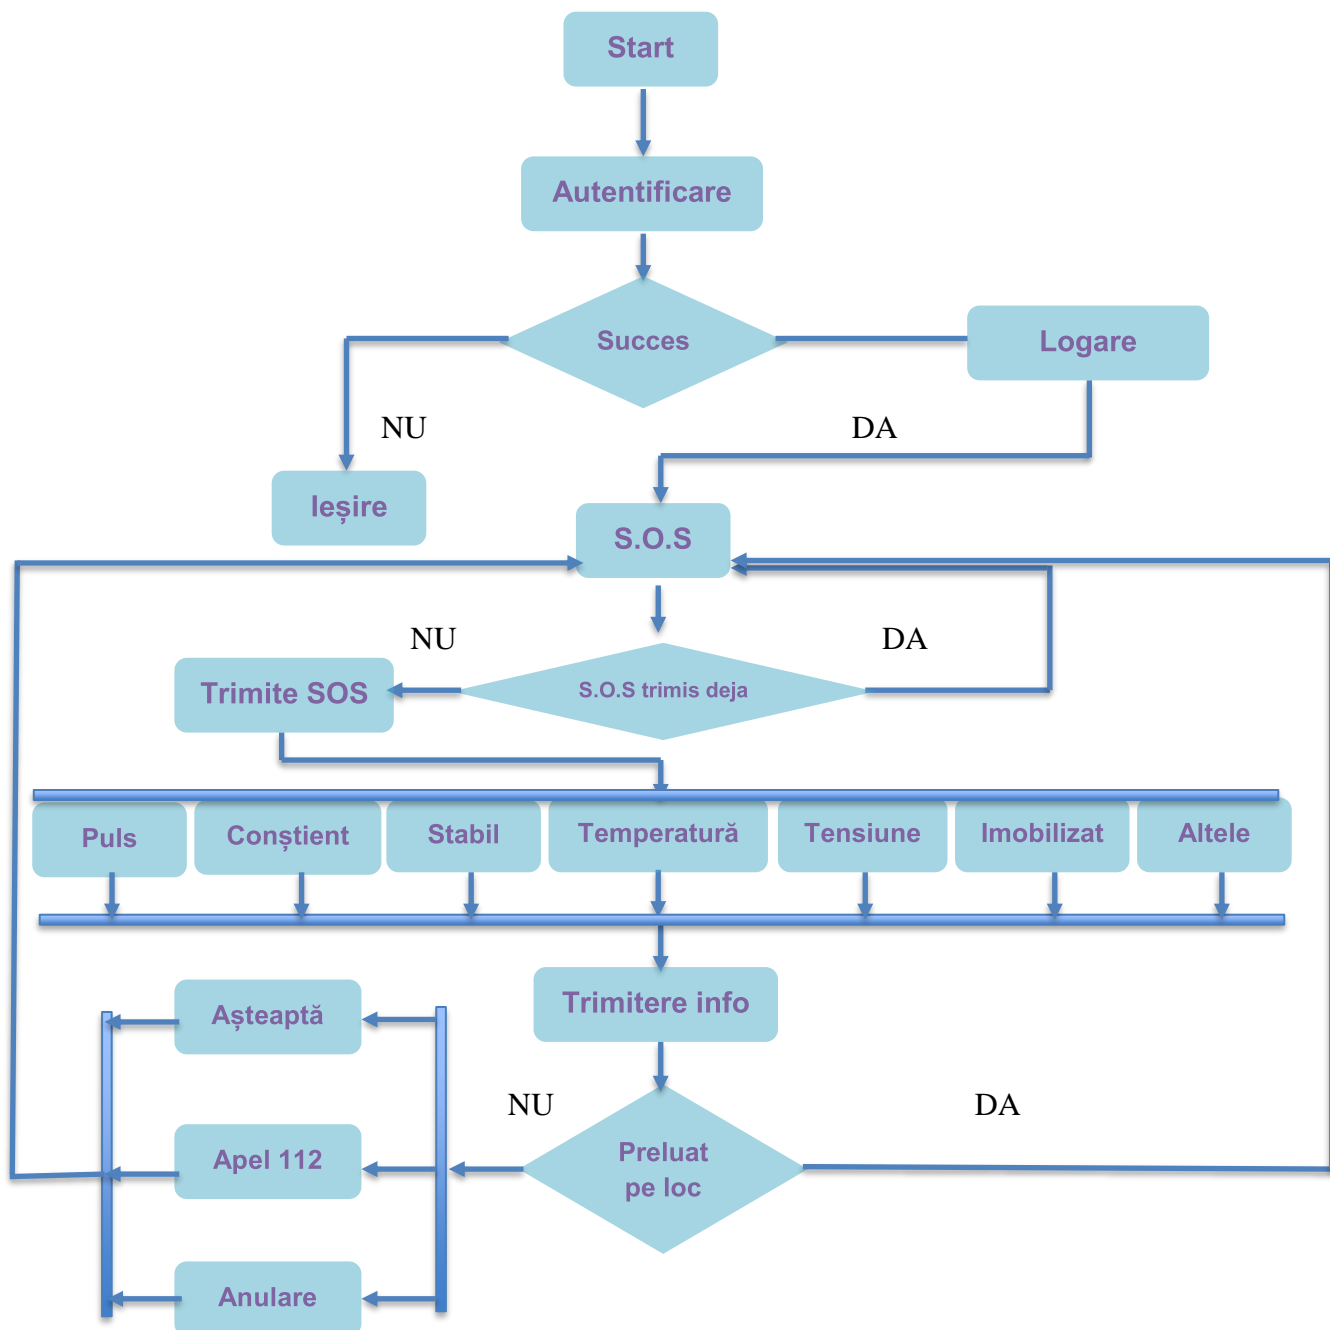 Start
Autentificare
Succes
Logare
NU
DA
Ieșire
S.O.S
NU
DA
Trimite SOS
S.O.S trimis deja
Puls
Conștient
Stabil
Temperatură
Tensiune
Imobilizat
Altele
Trimitere info
Așteaptă
NU
DA
Preluat
pe loc
Apel 112
Anulare